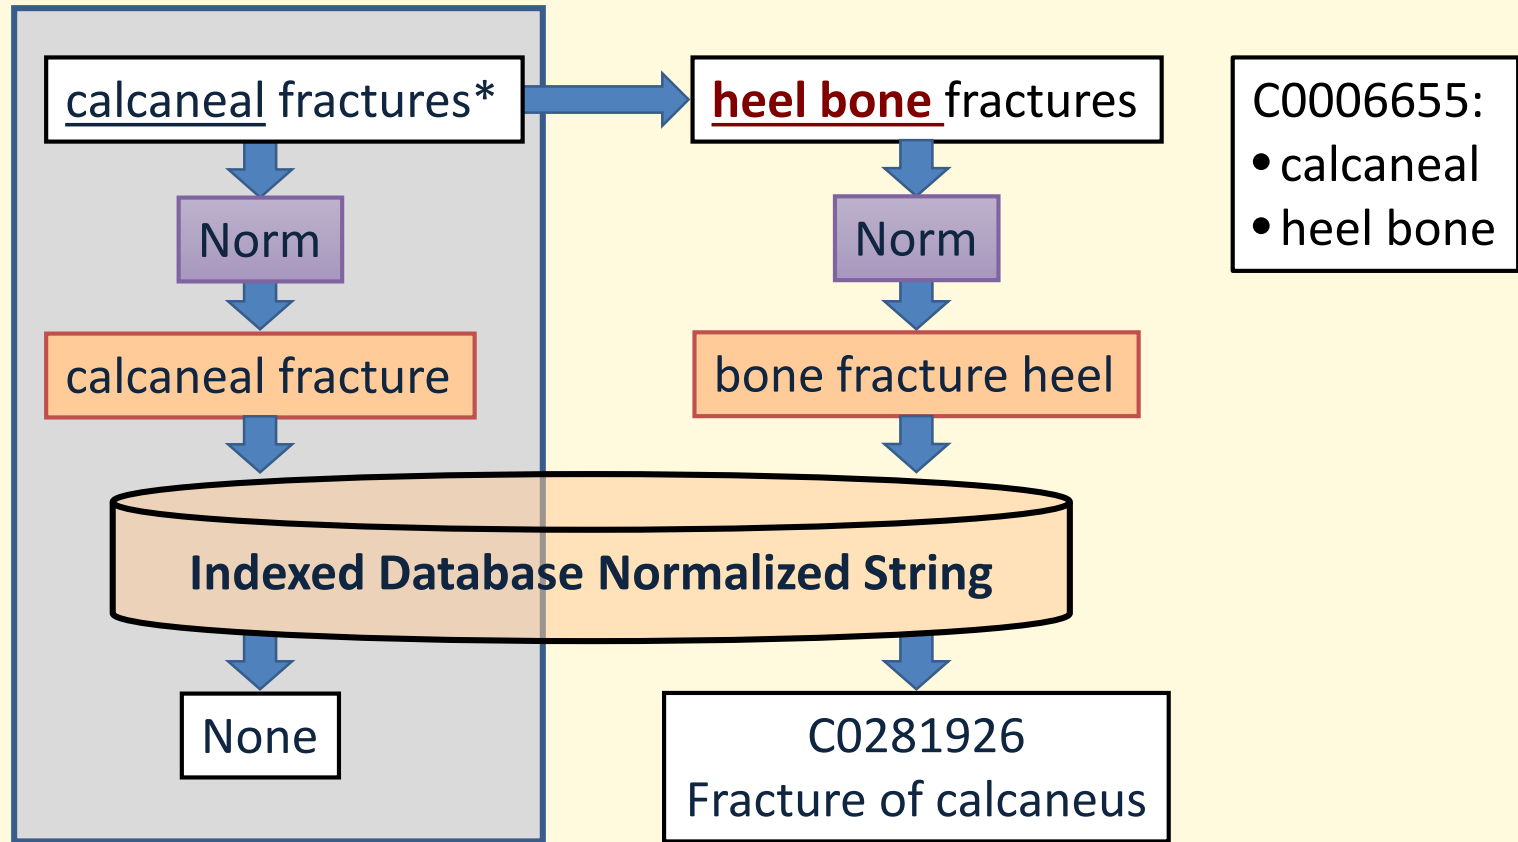 calcaneal fractures*
heel bone fractures
C0006655:
• calcaneal
• heel bone
Norm
Norm
calcaneal fracture
bone fracture heel
Indexed Database Normalized String
None
C0281926
Fracture of calcaneus